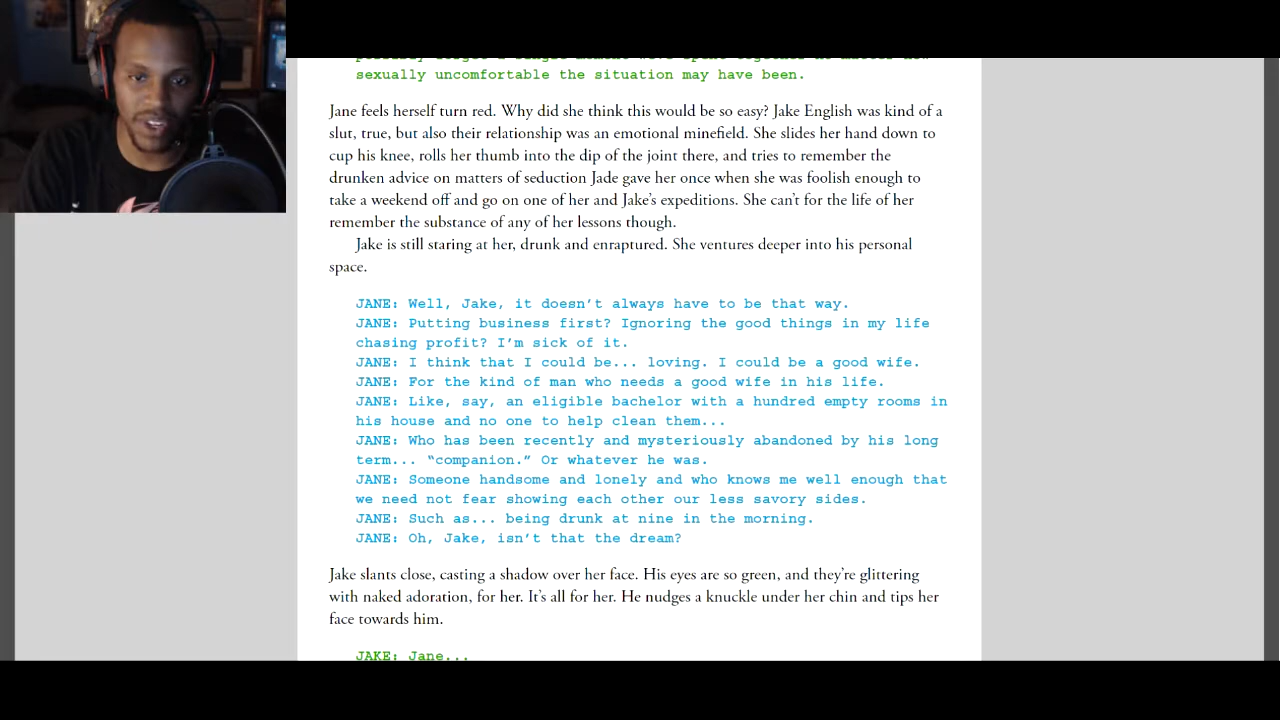 sexually uncomfortable the situation may have been.
Jane feels herself turn red. Why did she think this would be so easy? Jake English was kind of a
slut, true, but also their relationship was an emotional minefield. She slides her hand down to
cup his knee, rolls her thumb into the dip of the joint there, and tries to remember the
drunken advice on matters of seduction Jade gave her once when she was foolish enough to
take a weekend off and go on one of her and Jake’s expeditions. She can’t for the life of her
remember the substance of any of her lessons though.
Jake is still staring at her, drunk and enraptured. She ventures deeper into his personal
space.
JANE: Well, Jake, it doesn’t always have to be that way.
JANE: Putting business first? Ignoring the good things in my life
chasing profit? I’m sick of it.
JANE: I think that I could be... loving. I could be a good wife.
JANE: For the kind of man who needs a good wife in his life.
JANE: Like, say, an eligible bachelor with a hundred empty rooms in
his house and no one to help clean them...
JANE: Who has been recently and mysteriously abandoned by his long
term... “companion.” Or whatever he was.
JANE: Someone handsome and lonely and who knows me well enough that
we need not fear showing each other our less savory sides.
JANE: Such as... being drunk at nine in the morning.
JANE: Oh, Jake, isn’t that the dream?
Jake slants close, casting a shadow over her face. His eyes are so green, and they’re glittering
with naked adoration, for her. It’s all for her. He nudges a knuckle under her chin and tips her
face towards him.
JAKE: Jane...